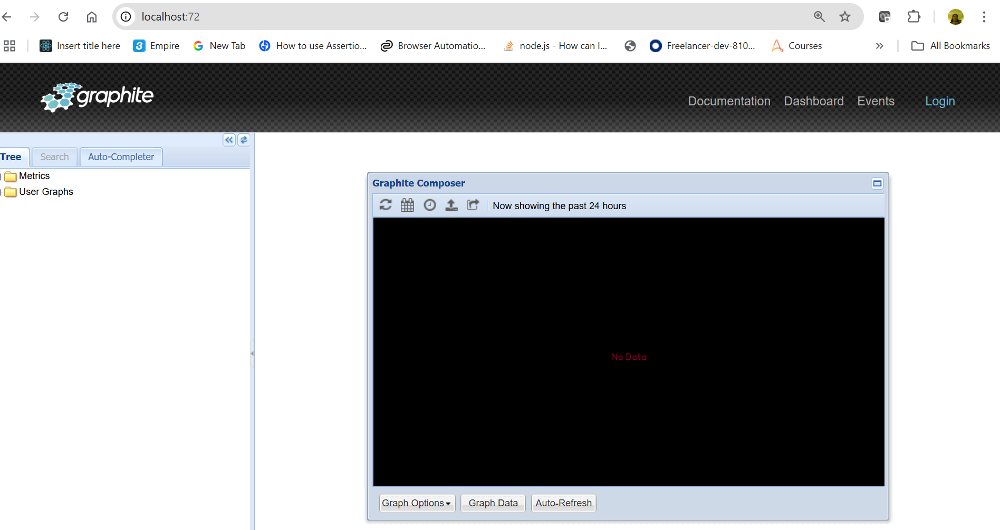 localhost:72
Insert title here
Empire
New Tab
How to use Assertio...
Browser Automatio...
node.js - How can I...
Freelancer-dev-810...
Courses
All Bookmarks
graphite
Documentation Dashboard Events Login
Tree Search Auto-Completer
Metrics
User Graphs
Graphite Composer
Now showing the past 24 hours
No Data
Graph Options Graph Data Auto-Refresh